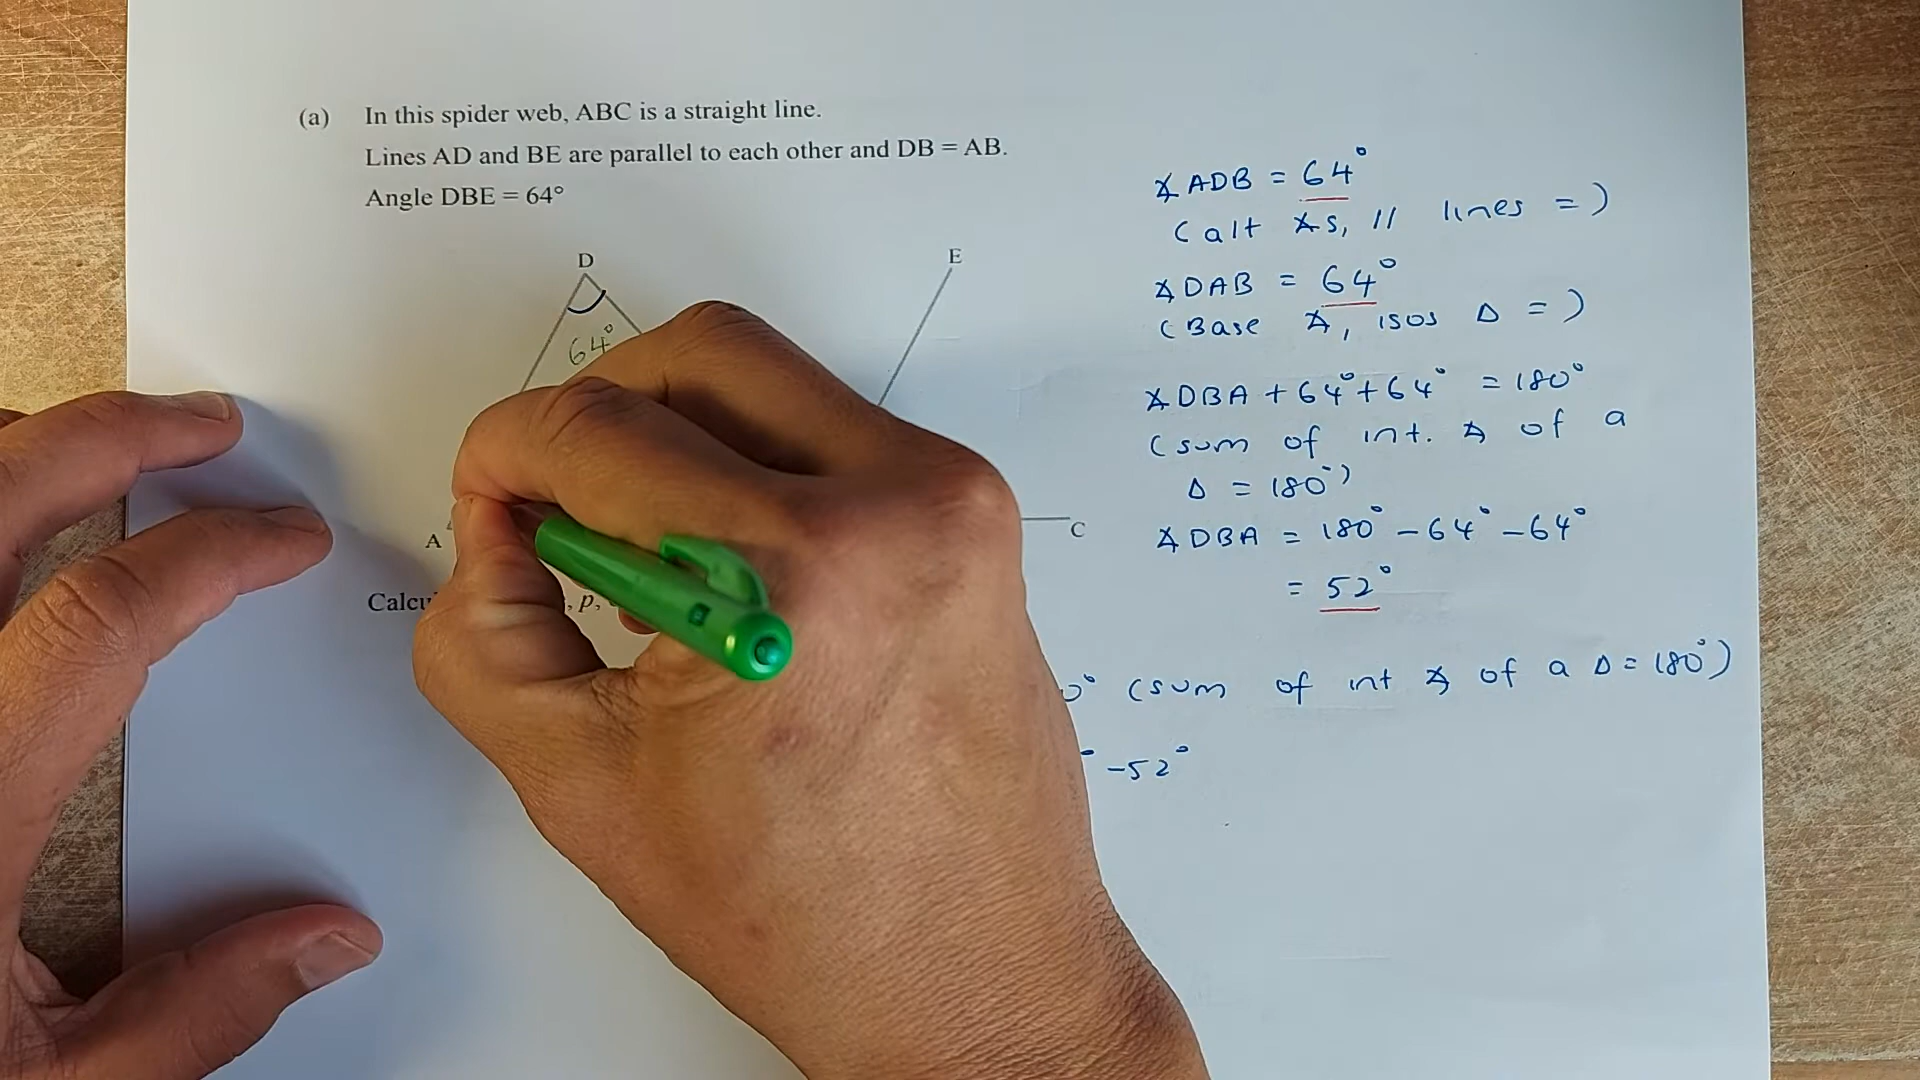 (a) In this spider web, ABC is a straight line.
Lines AD and BE are parallel to each other and DB = AB.
Angle DBE = 64°
D
E
64°
A
C
p,
∡ADB = 64°
(alt ∡s, // lines =)
∡DAB = 64°
(Base ∡, isos Δ =)
∡DBA + 64° + 64° = 180°
(sum of int. ∡ of a
Δ = 180°)
∡DBA = 180° - 64° - 64°
= 52°
(sum of int ∡ of a Δ = 180°)
-52°